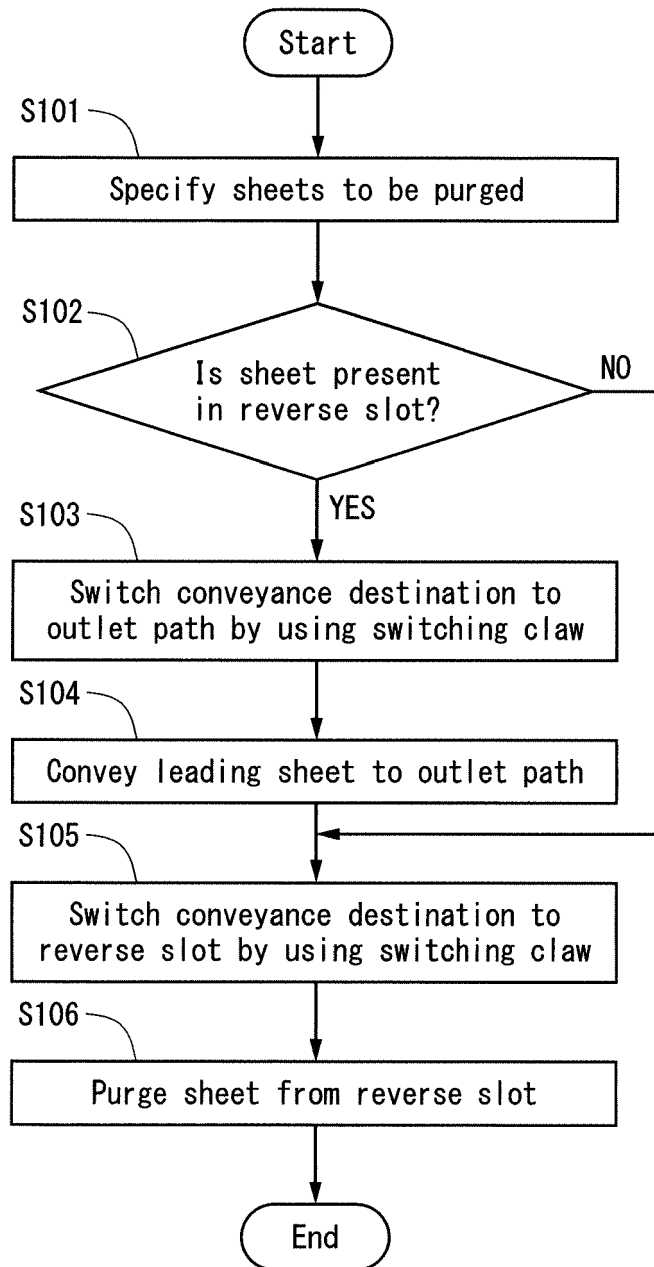 Start
S101
Specify sheets to be purged
S102
Is sheet present
in reverse slot?
NO
YES
S103
Switch conveyance destination to
outlet path by using switching claw
S104
Convey leading sheet to outlet path
S105
Switch conveyance destination to
reverse slot by using switching claw
S106
Purge sheet from reverse slot
End